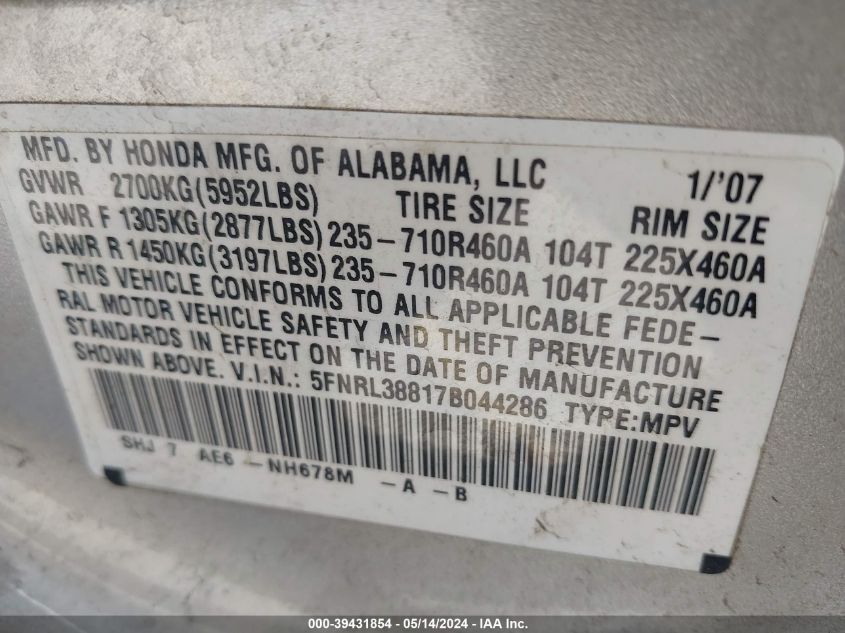 MFD. BY HONDA MFG. OF ALABAMA, LLC 1/'07
GVWR 2700KG(5952LBS) TIRE SIZE RIM SIZE
GAWR F 1305KG(2877LBS) 235-710R460A 104T 225X460A
GAWR R 1450KG(3197LBS) 235-710R460A 104T 225X460A
THIS VEHICLE CONFORMS TO ALL APPLICABLE FEDE-
RAL MOTOR VEHICLE SAFETY AND THEFT PREVENTION
STANDARDS IN EFFECT ON THE DATE OF MANUFACTURE
SHOWN ABOVE. V.I.N.: 5FNRL38817B044286 TYPE:MPV
SHJ 7 AE6 -NH678M -A -B
000-39431854 - 05/14/2024 - IAA Inc.